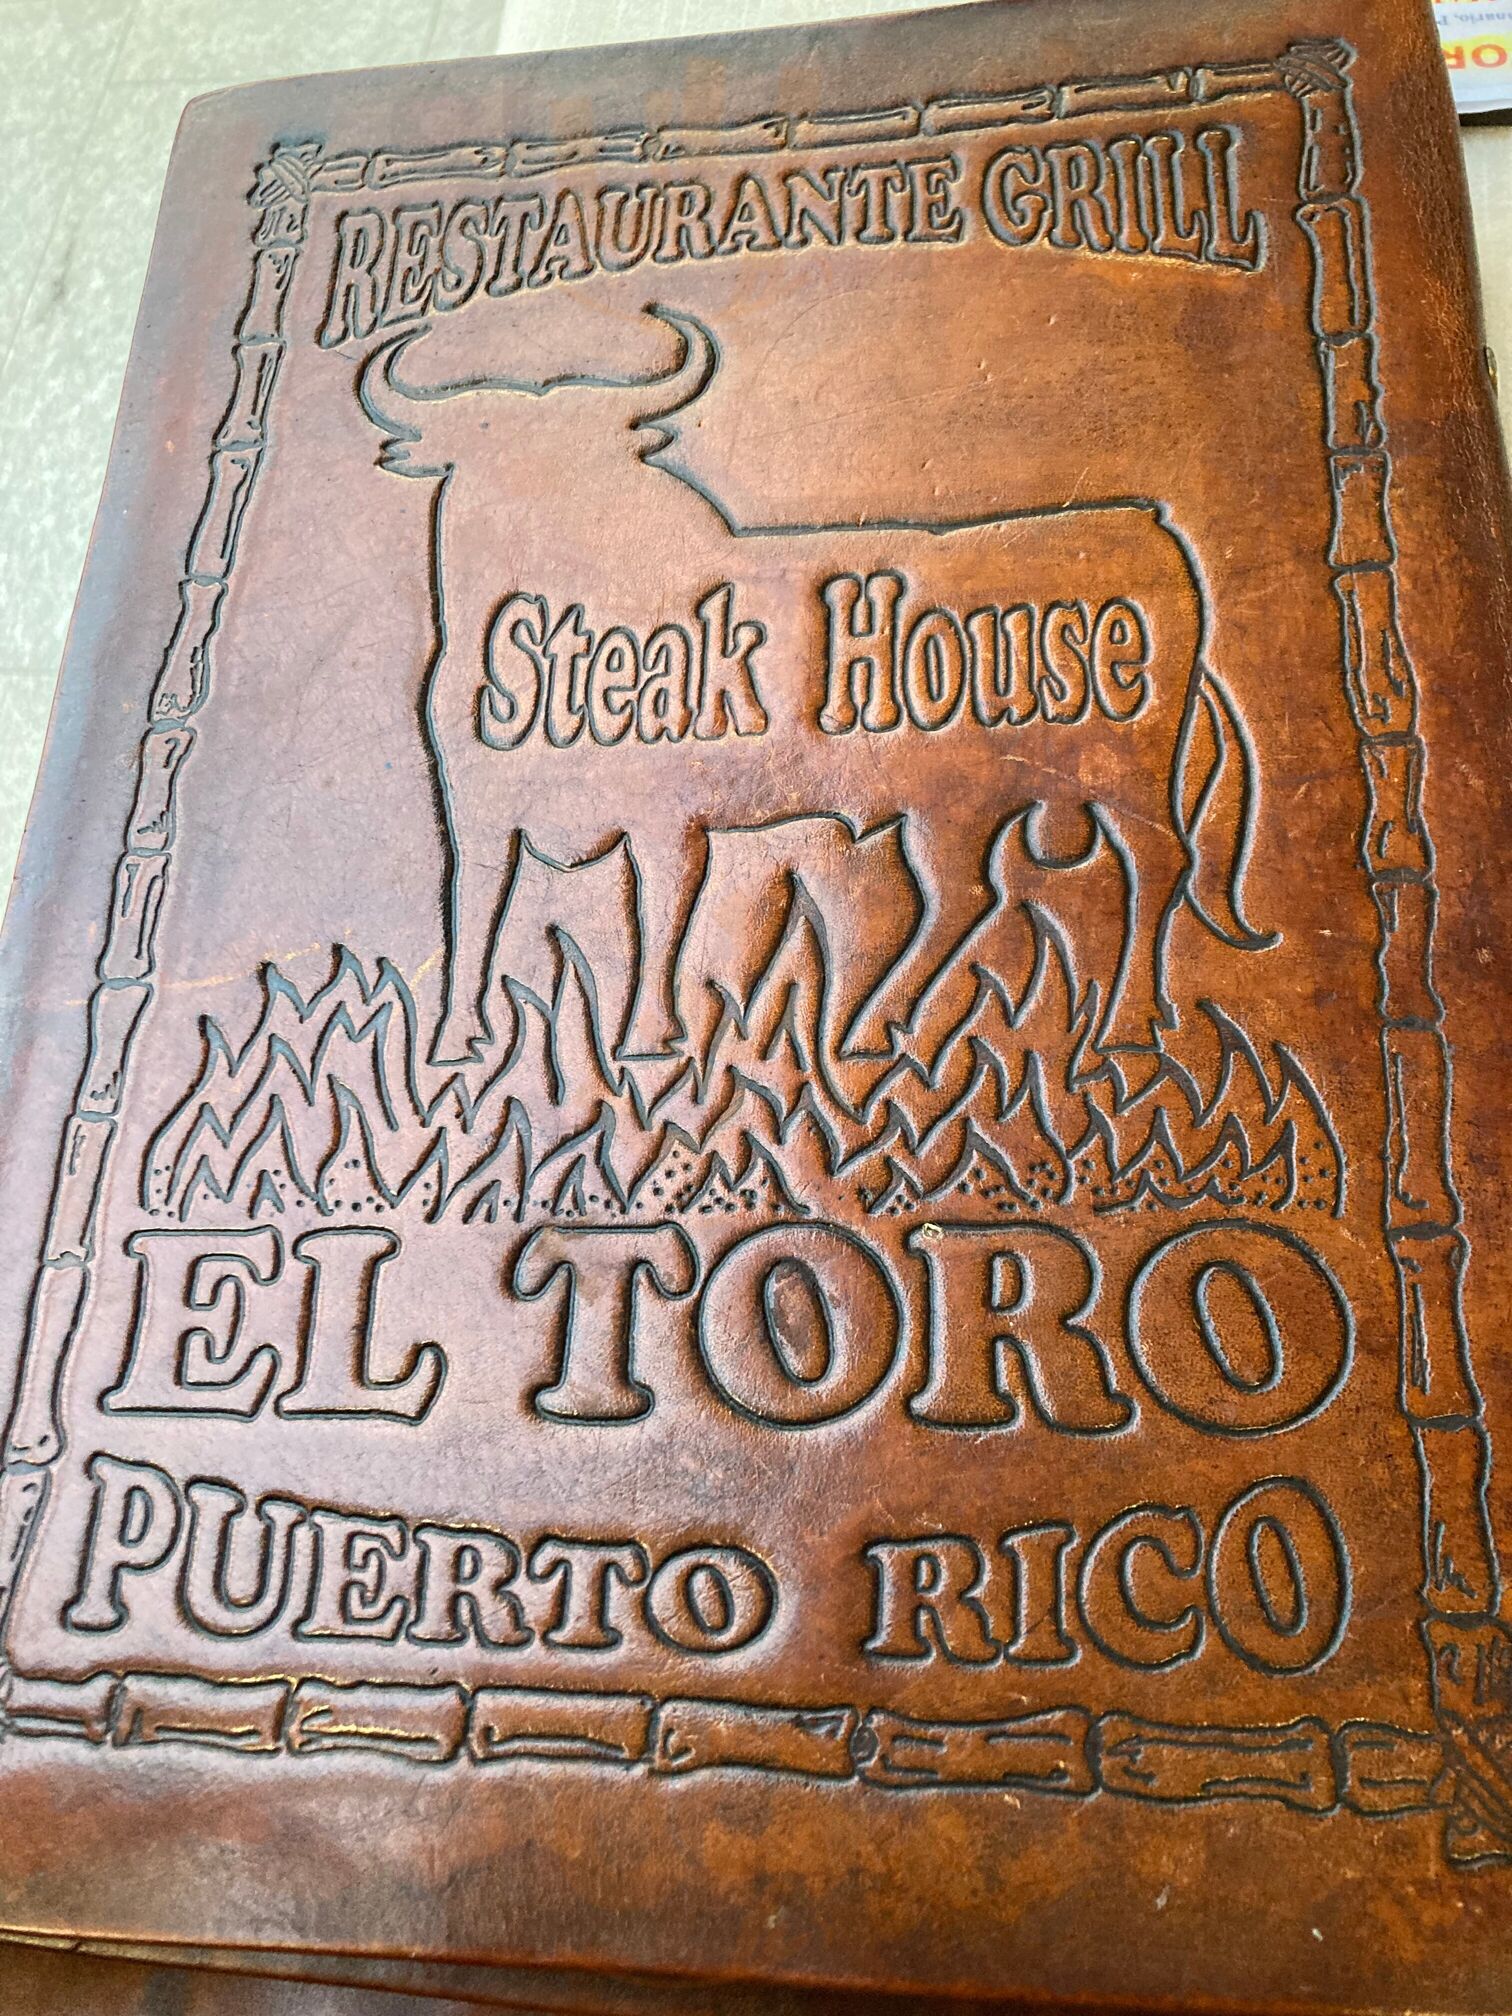 RESTAURANTE GRILL
Steak House
EL TORO
PUERTO RICO